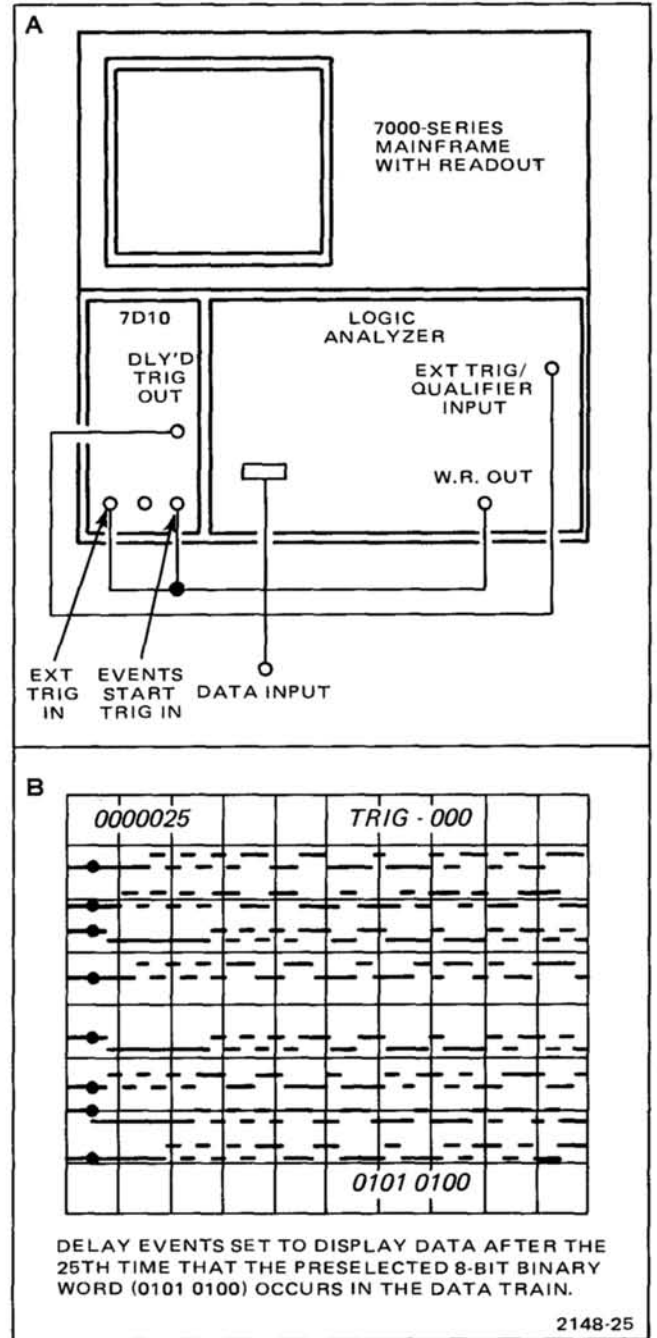 A
7000-SERIES
MAINFRAME
WITH READOUT
7D10
DLY'D
TRIG
OUT
LOGIC
ANALYZER
EXT TRIG/
QUALIFIER
INPUT
W.R. OUT
EXT
TRIG
IN
EVENTS
START
TRIG IN
DATA INPUT
B
0000025
TRIG - 000
0101 0100
DELAY EVENTS SET TO DISPLAY DATA AFTER THE
25TH TIME THAT THE PRESELECTED 8-BIT BINARY
WORD (0101 0100) OCCURS IN THE DATA TRAIN.
2148-25